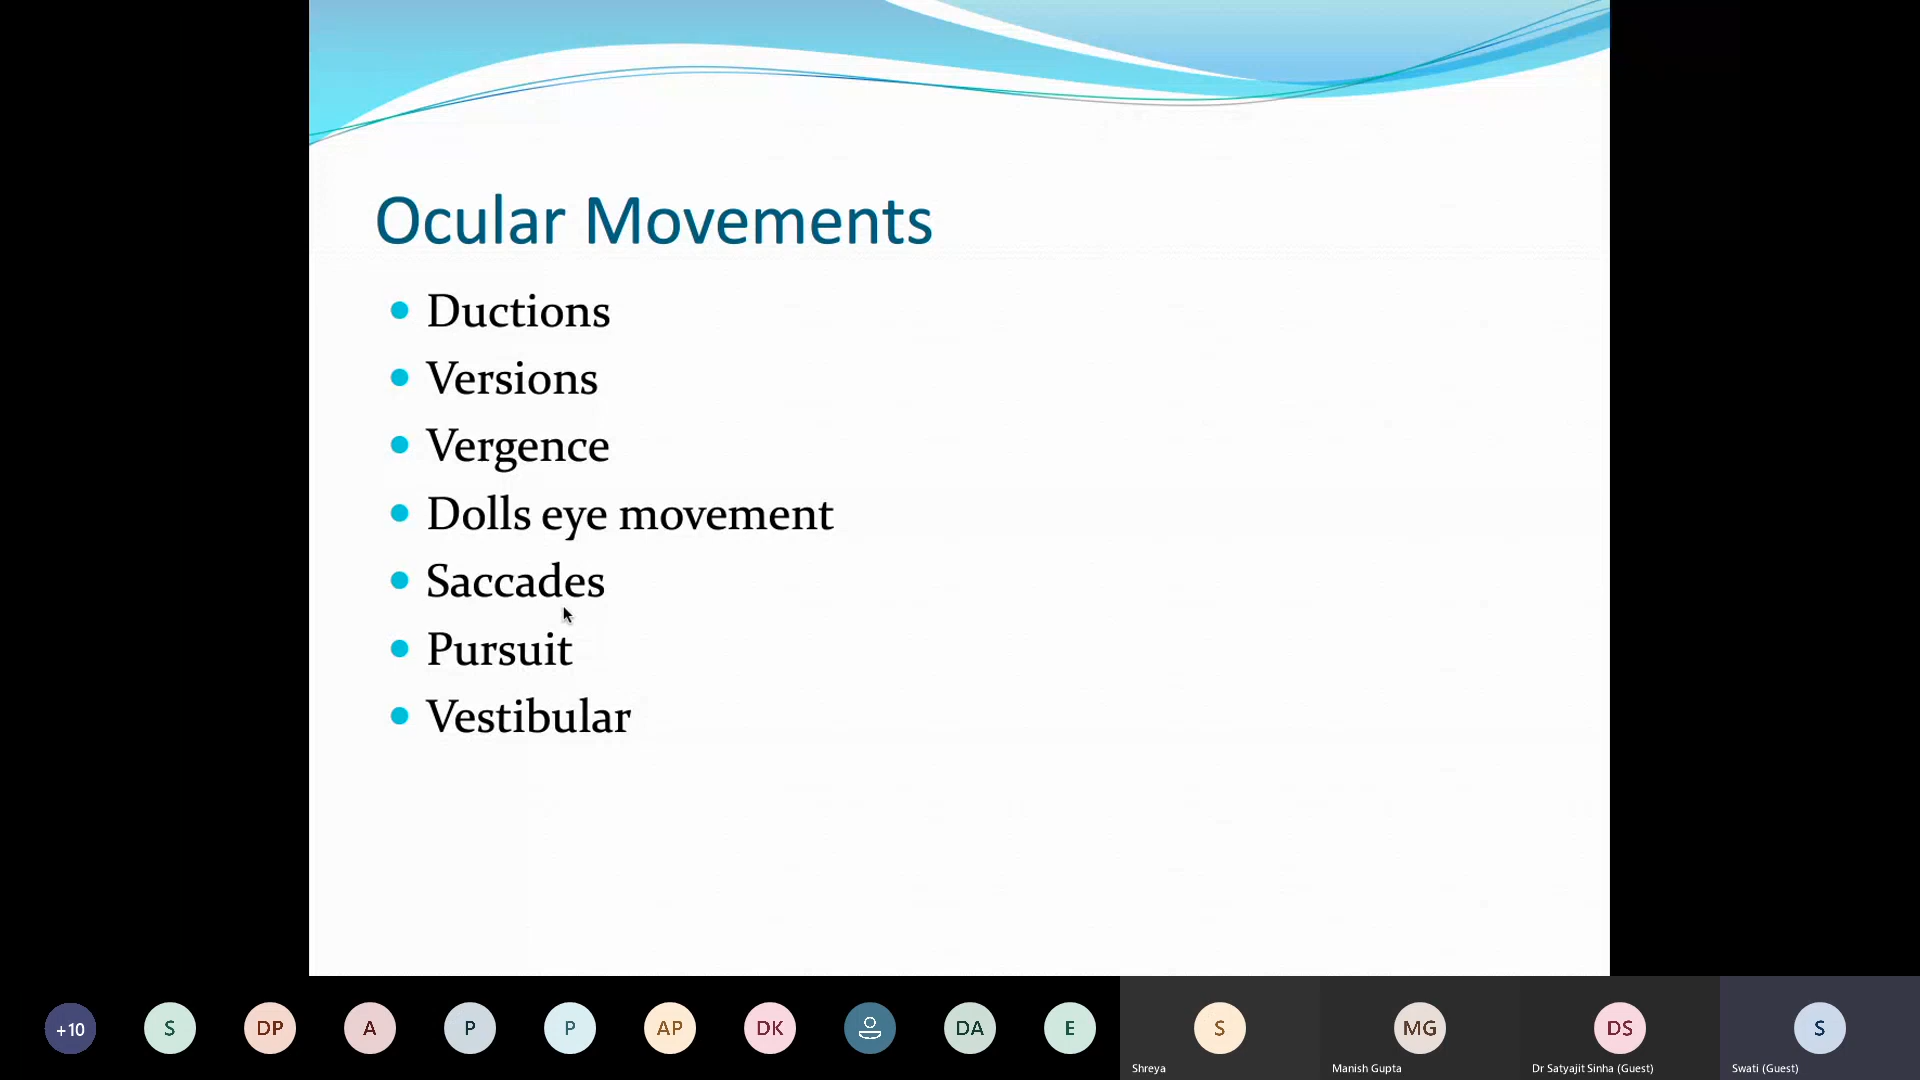 Ocular Movements
Ductions
Versions
Vergence
Dolls eye movement
Saccades
Pursuit
Vestibular
+10
S
DP
A
P
P
AP
DK
DA
E
S
MG
DS
S
Shreya
Manish Gupta
Dr Satyajit Sinha (Guest)
Swati (Guest)